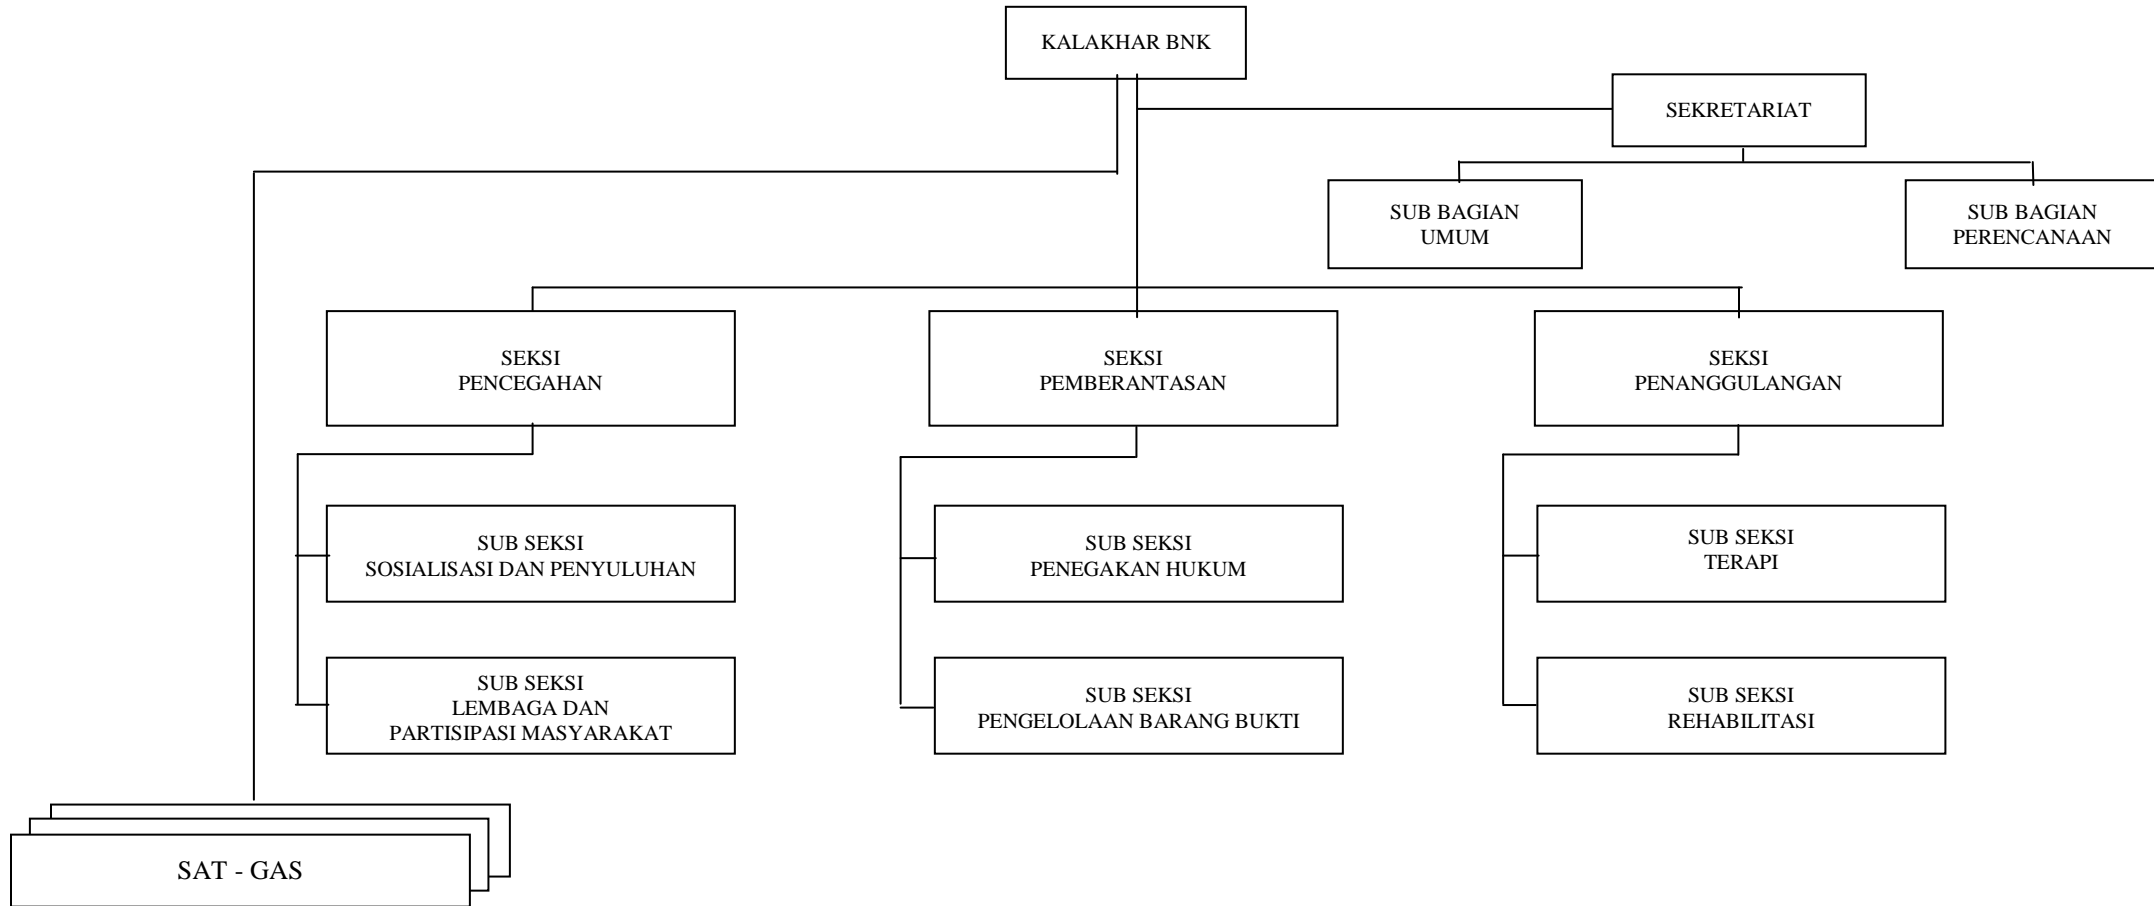 KALAKHAR BNK
SEKRETARIAT
SUB BAGIAN
UMUM
SUB BAGIAN
PERENCANAAN
SEKSI
PENCEGAHAN
SEKSI
PEMBERANTASAN
SEKSI
PENANGGULANGAN
SUB SEKSI
SOSIALISASI DAN PENYULUHAN
SUB SEKSI
PENEGAKAN HUKUM
SUB SEKSI
TERAPI
SUB SEKSI
LEMBAGA DAN
PARTISIPASI MASYARAKAT
SUB SEKSI
PENGELOLAAN BARANG BUKTI
SUB SEKSI
REHABILITASI
SAT - GAS